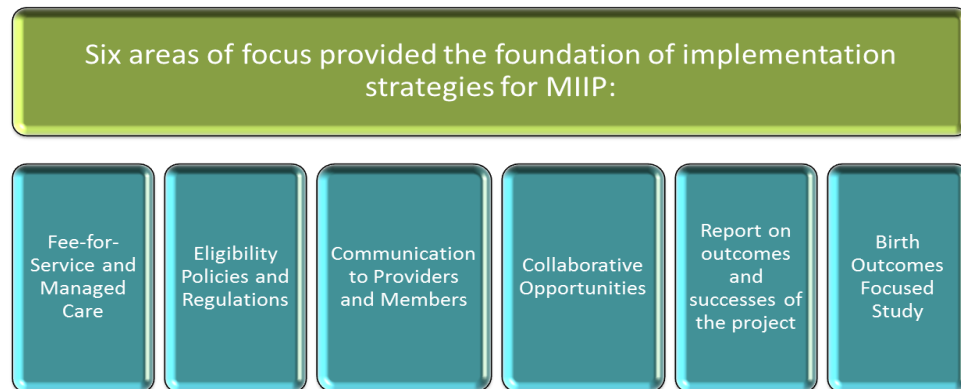 Six areas of focus provided the foundation of implementation
strategies for MIIP:
Fee-for-
Service and
Managed
Care
Eligibility
Policies and
Regulations
Communication
to Providers
and Members
Collaborative
Opportunities
Report on
outcomes
and
successes of
the project
Birth
Outcomes
Focused
Study